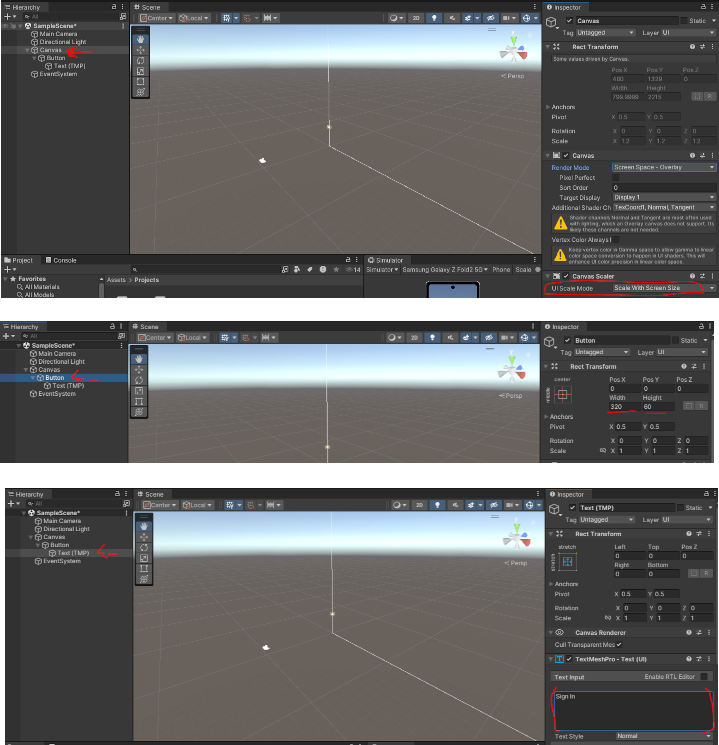 Hierarchy
All
SampleScene*
Main Camera
Directional Light
Canvas
Button
Text (TMP)
EventSystem
Scene
Center
Local
2D
Persp
Inspector
Canvas
Static
Tag Untagged Layer UI
Rect Transform
Some values driven by Canvas.
Pos X Pos Y Pos Z
480 1329 0
Width Height
799.9999 2215
R
Anchors
Pivot X 0.5 Y 0.5
Rotation X 0 Y 0 Z 0
Scale X 1.2 Y 1.2 Z 1.2
Canvas
Render Mode Screen Space - Overlay
Pixel Perfect
Sort Order 0
Target Display Display 1
Additional Shader Ch TexCoord1, Normal, Tangent
Shader channels Normal and Tangent are most often
used with lighting, which an Overlay canvas does not support. Its
likely these channels are not needed.
Vertex Color Always I
Keep vertex color in Gamma space to allow gamma to linear
color space conversion to happen in UI shaders. This will
enhance UI color precision in linear color space.
Canvas Scaler
UI Scale Mode Scale With Screen Size
Project Console
14
Favorites
All Materials
All Models
Assets > Projects
Simulator
Simulator Samsung Galaxy Z Fold2 5G Phone Scale
Hierarchy
All
SampleScene*
Main Camera
Directional Light
Canvas
Button
Text (TMP)
EventSystem
Scene
Center
Local
2D
Persp
Inspector
Button
Static
Tag Untagged Layer UI
Rect Transform
center
middle
Pos X Pos Y Pos Z
0 0 0
Width Height
320 60
R
Anchors
Pivot X 0.5 Y 0.5
Rotation X 0 Y 0 Z 0
Scale X 1 Y 1 Z 1
Hierarchy
All
SampleScene*
Main Camera
Directional Light
Canvas
Button
Text (TMP)
EventSystem
Scene
Center
Local
2D
Persp
Inspector
Text (TMP)
Static
Tag Untagged Layer UI
Rect Transform
stretch
stretch
Left Top Pos Z
0 0 0
Right Bottom
0 0
R
Anchors
Pivot X 0.5 Y 0.5
Rotation X 0 Y 0 Z 0
Scale X 1 Y 1 Z 1
Canvas Renderer
Cull Transparent Mes
TextMeshPro - Text (UI)
Text Input Enable RTL Editor
Sign In
Text Style Normal